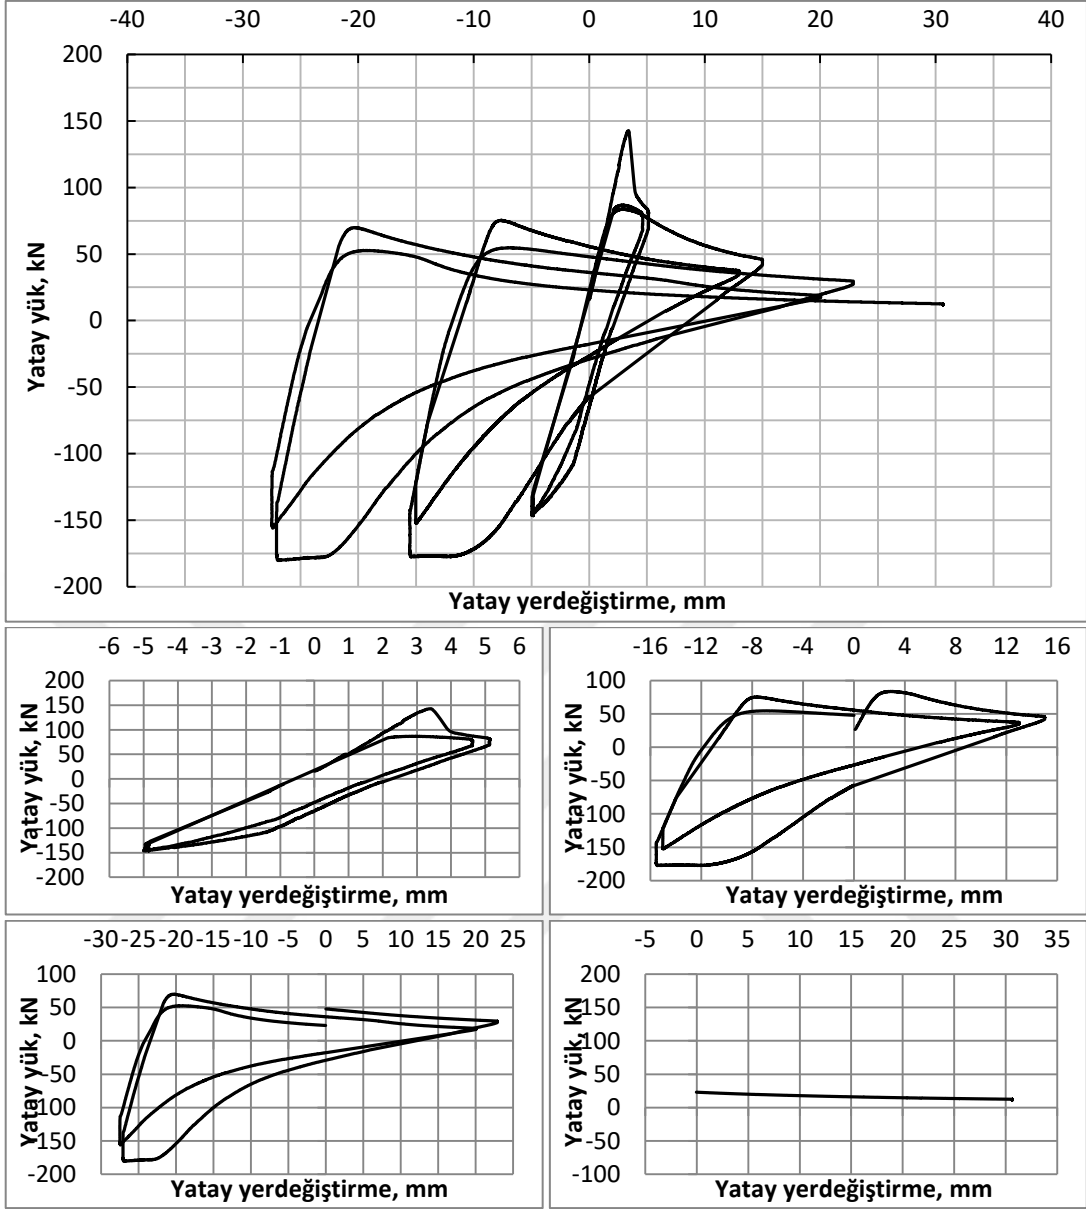 -40 -30 -20 -10 0 10 20 30 40
200
150
100
50
0
-50
-100
-150
-200
Yatay yük, kN
Yatay yerdeğiştirme, mm
-6 -5 -4 -3 -2 -1 0 1 2 3 4 5 6
200
150
100
50
0
-50
-100
-150
-200
Yatay yük, kN
Yatay yerdeğiştirme, mm
-16 -12 -8 -4 0 4 8 12 16
100
50
0
-50
-100
-150
-200
Yatay yük, kN
Yatay yerdeğiştirme, mm
-30 -25 -20 -15 -10 -5 0 5 10 15 20 25
100
50
0
-50
-100
-150
-200
Yatay yük, kN
Yatay yerdeğiştirme, mm
-5 0 5 10 15 20 25 30 35
200
150
100
50
0
-50
-100
Yatay yük, kN
Yatay yerdeğiştirme, mm